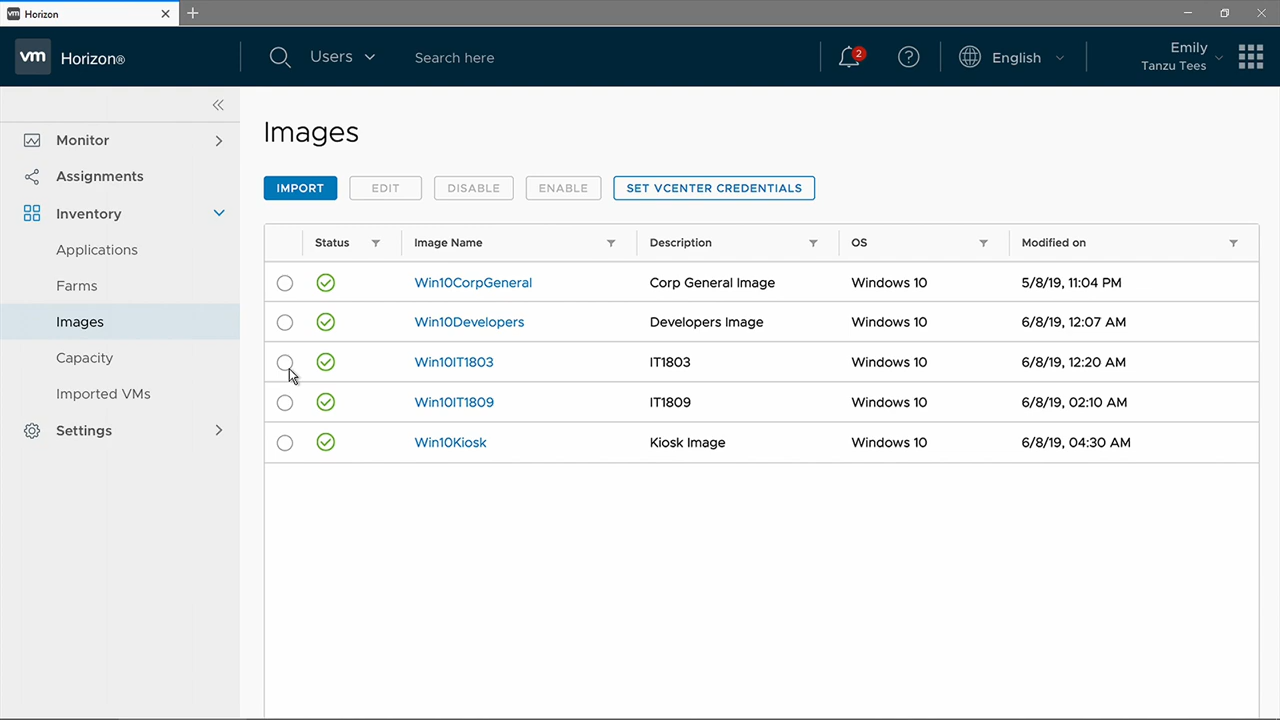 vm Horizon
vm Horizon® Users Search here 2 ? English Emily
Tanzu Tees
Monitor
Assignments
Inventory
Applications
Farms
Images
Capacity
Imported VMs
Settings
Images
IMPORT EDIT DISABLE ENABLE SET VCENTER CREDENTIALS
Status Image Name Description OS Modified on
Win10CorpGeneral Corp General Image Windows 10 5/8/19, 11:04 PM
Win10Developers Developers Image Windows 10 6/8/19, 12:07 AM
Win10IT1803 IT1803 Windows 10 6/8/19, 12:20 AM
Win10IT1809 IT1809 Windows 10 6/8/19, 02:10 AM
Win10Kiosk Kiosk Image Windows 10 6/8/19, 04:30 AM